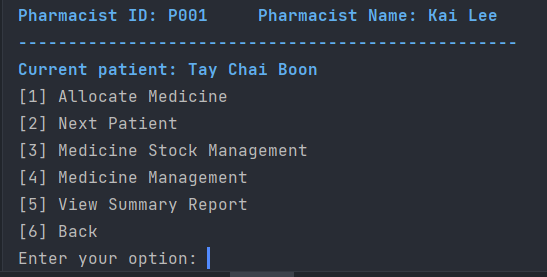 Pharmacist ID: P001     Pharmacist Name: Kai Lee
--------------------------------------------------
Current patient: Tay Chai Boon
[1] Allocate Medicine
[2] Next Patient
[3] Medicine Stock Management
[4] Medicine Management
[5] View Summary Report
[6] Back
Enter your option: